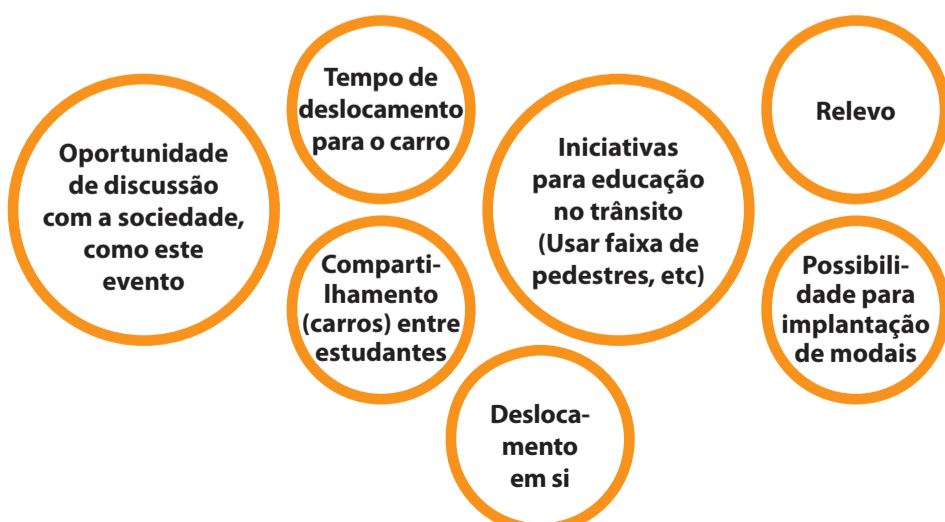 Oportunidade
de discussão
com a sociedade,
como este
evento
Tempo de
deslocamento
para o carro
Comparti-
lhamento
(carros) entre
estudantes
Iniciativas
para educação
no trânsito
(Usar faixa de
pedestres, etc)
Desloca-
mento
em si
Relevo
Possibili-
dade para
implantação
de modais